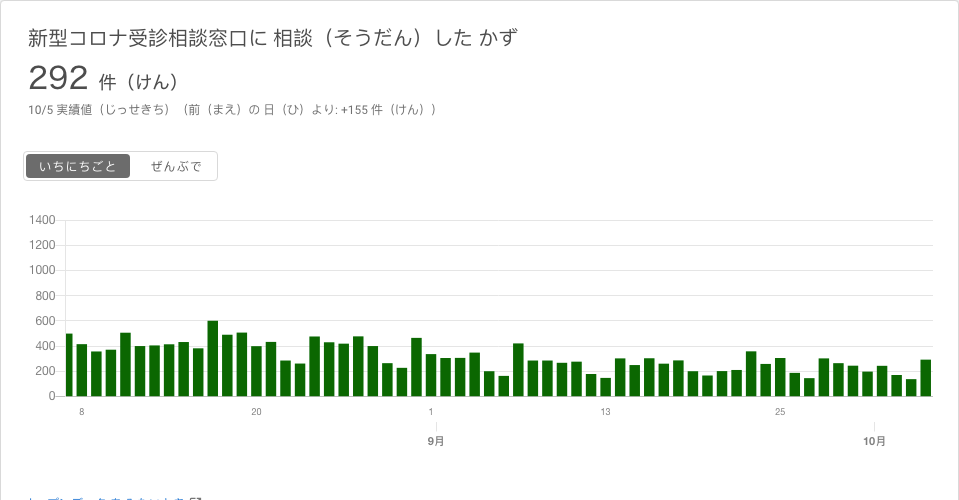 新型コロナ受診相談窓口に 相談（そうだん）した かず
292 件（けん）
10/5 実績値（じっせきち）（前（まえ）の 日（ひ）より: +155 件（けん））
いちにちごと ぜんぶで
1400
1200
1000
800
600
400
200
0
8 20 1 13 25
9月 10月